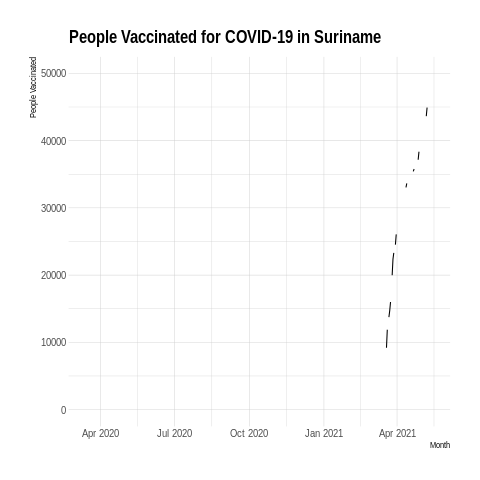 People Vaccinated for COVID-19 in Suriname
People Vaccinated
50000
40000
30000
20000
10000
0
Apr 2020 Jul 2020 Oct 2020 Jan 2021 Apr 2021
Month